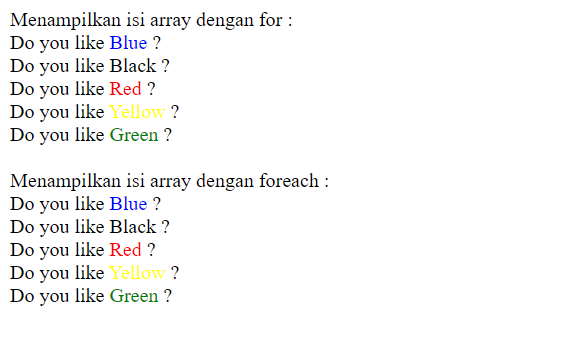 Menampilkan isi array dengan for :
Do you like Blue ?
Do you like Black ?
Do you like Red ?
Do you like Yellow ?
Do you like Green ?
Menampilkan isi array dengan foreach :
Do you like Blue ?
Do you like Black ?
Do you like Red ?
Do you like Yellow ?
Do you like Green ?